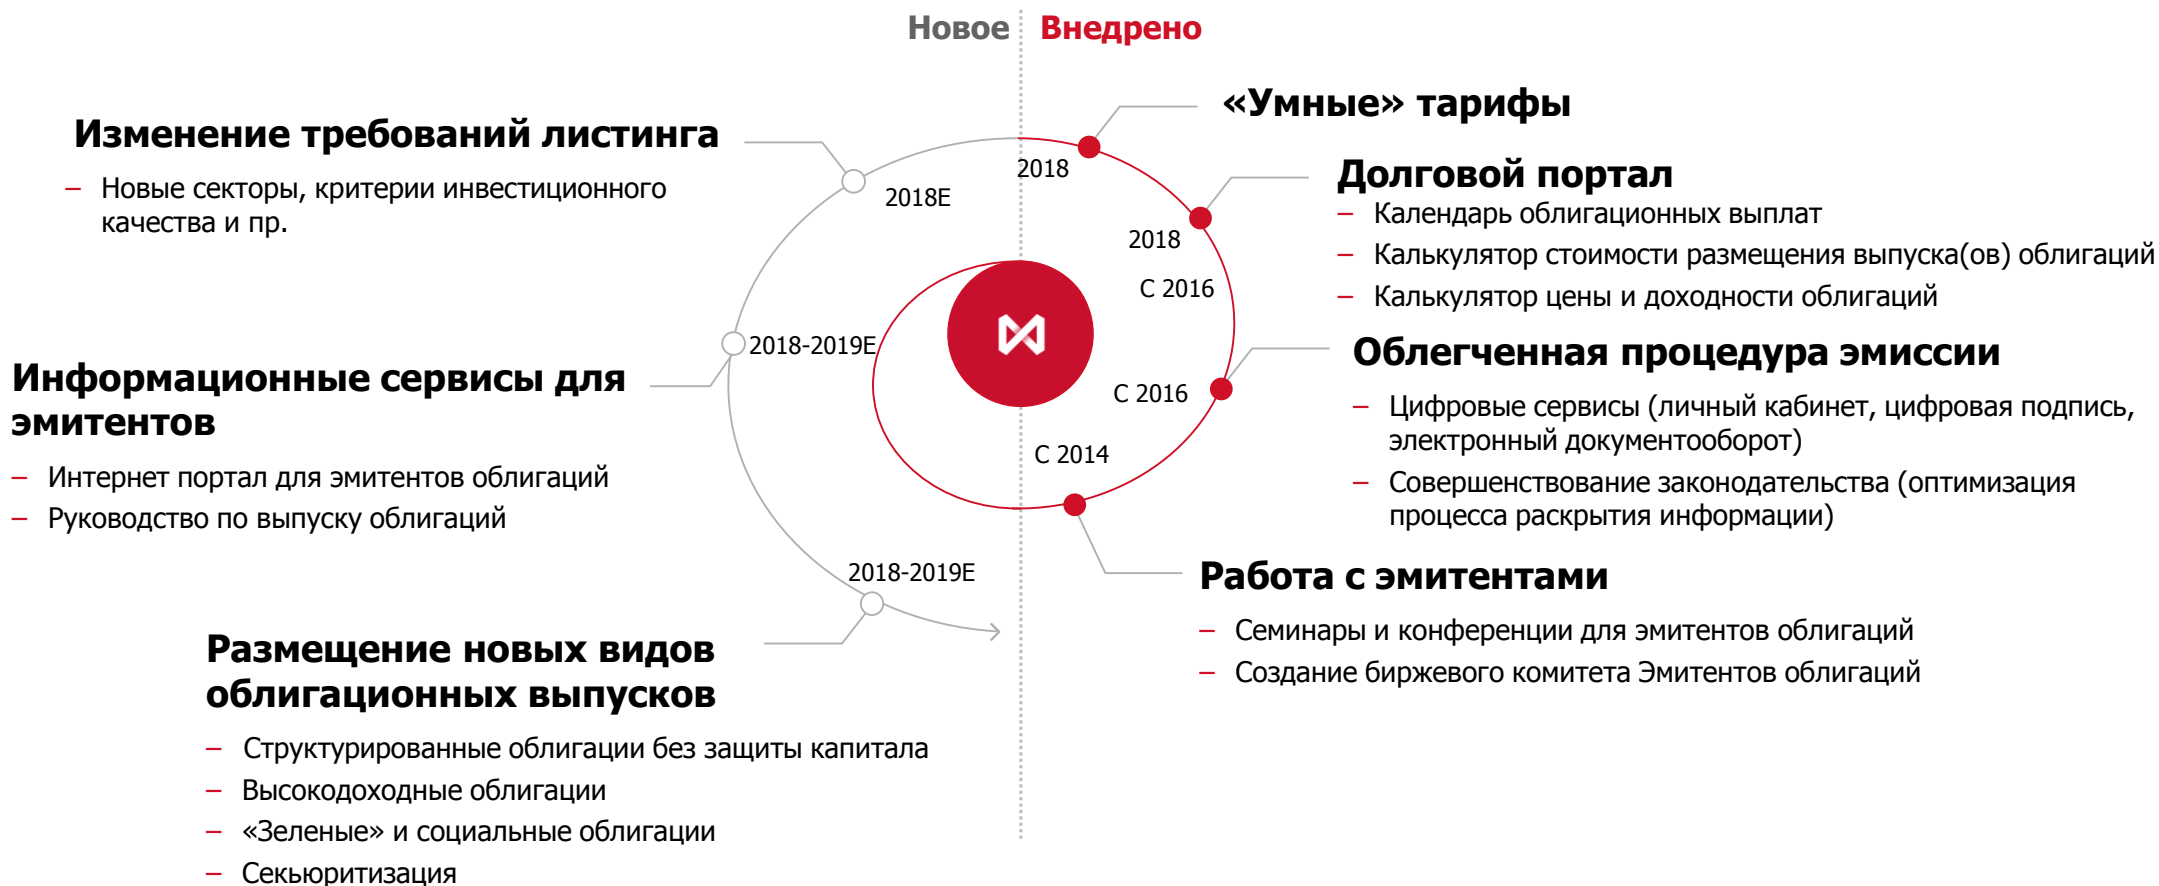 Новое
Внедрено
Изменение требований листинга
– Новые секторы, критерии инвестиционного
качества и пр.
2018E
Информационные сервисы для
эмитентов
– Интернет портал для эмитентов облигаций
– Руководство по выпуску облигаций
2018-2019E
Размещение новых видов
облигационных выпусков
– Структурированные облигации без защиты капитала
– Высокодоходные облигации
– «Зеленые» и социальные облигации
– Секьюритизация
2018-2019E
«Умные» тарифы
2018
Долговой портал
– Календарь облигационных выплат
– Калькулятор стоимости размещения выпуска(ов) облигаций
– Калькулятор цены и доходности облигаций
2018
С 2016
Облегченная процедура эмиссии
– Цифровые сервисы (личный кабинет, цифровая подпись,
электронный документооборот)
– Совершенствование законодательства (оптимизация
процесса раскрытия информации)
С 2016
Работа с эмитентами
– Семинары и конференции для эмитентов облигаций
– Создание биржевого комитета Эмитентов облигаций
С 2014